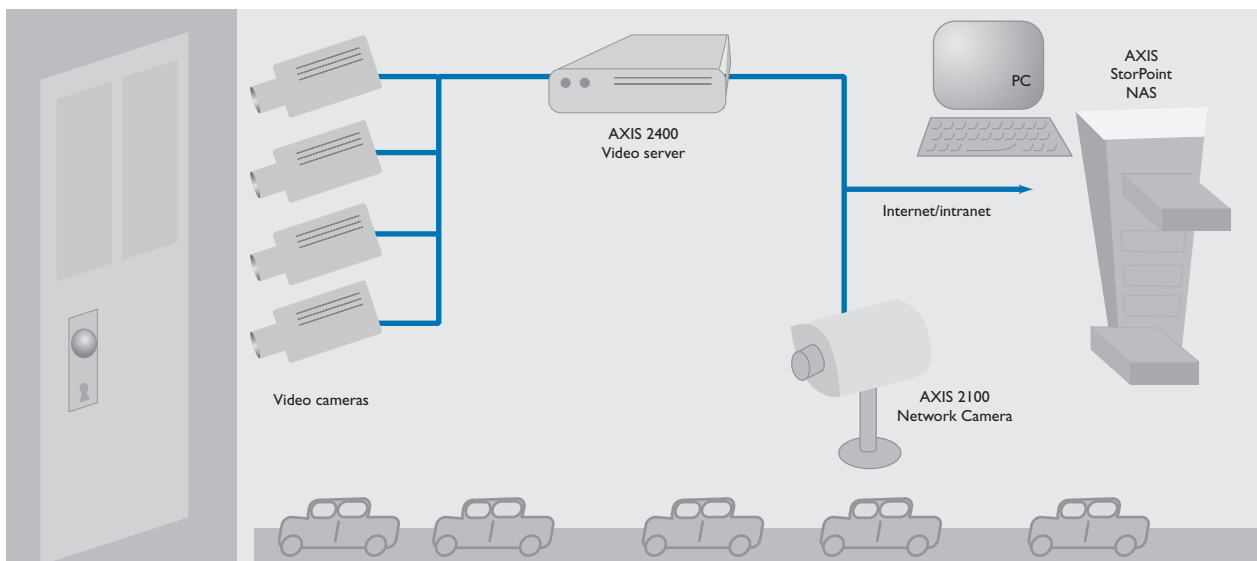 AXIS 2400
Video server
PC
AXIS
StorPoint
NAS
Internet/intranet
Video cameras
AXIS 2100
Network Camera